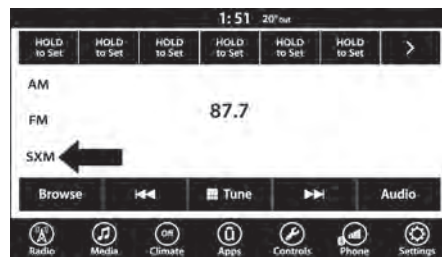 1:51 20°out
HOLD to Set HOLD to Set HOLD to Set HOLD to Set HOLD to Set HOLD to Set >
AM
87.7
FM
SXM
Browse Tune Audio
Radio Media Off Climate Apps Controls Phone Settings